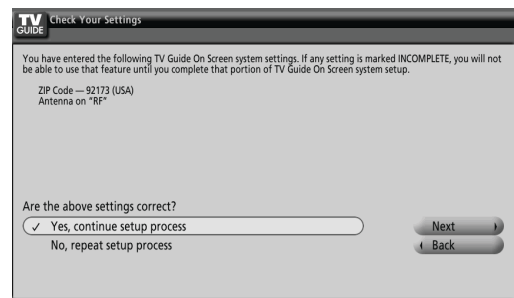 TV GUIDE
Check Your Settings
You have entered the following TV Guide On Screen system settings. If any setting is marked INCOMPLETE, you will not
be able to use that feature until you complete that portion of TV Guide On Screen system setup.
ZIP Code — 92173 (USA)
Antenna on "RF"
Are the above settings correct?
✓ Yes, continue setup process
Next
No, repeat setup process
Back